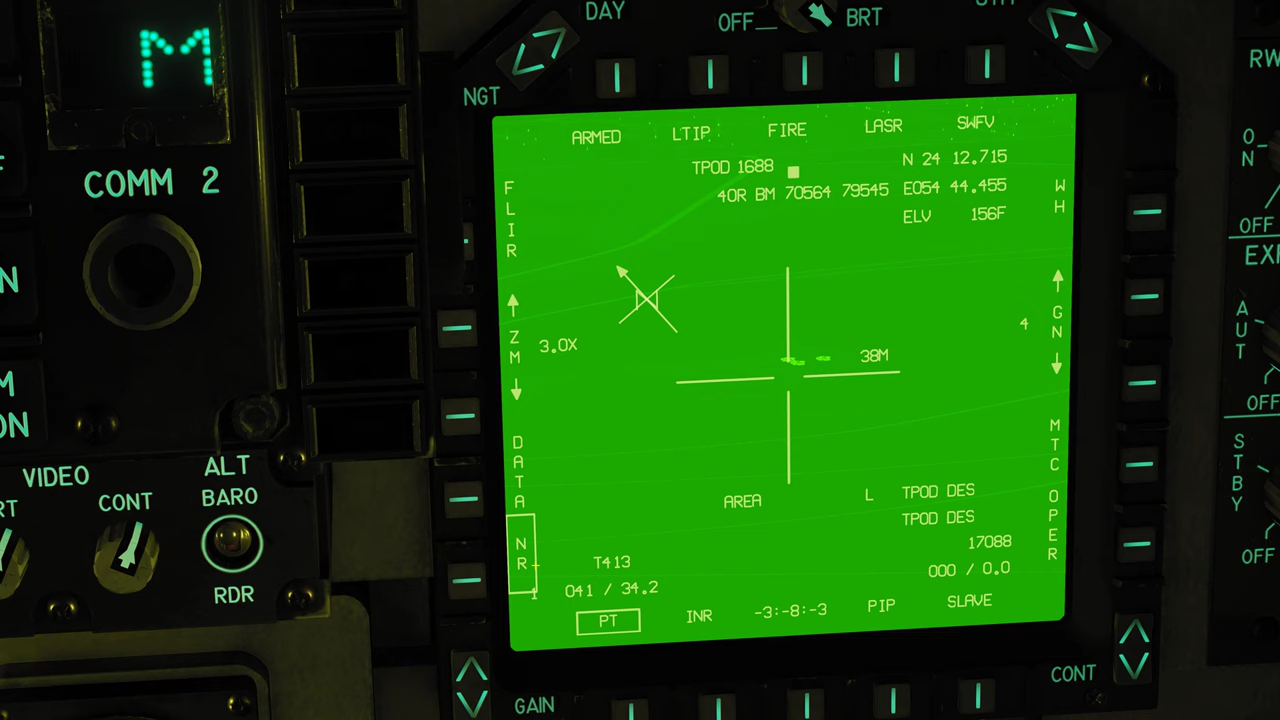 DAY
OFF
BRT
NGT
M
COMM 2
ARMED
LTIP
FIRE
LASR
SWFV
TPOD 1688
N 24 12.715
40R BM 70564 79545
E054 44.455
ELV 156F
FLIR
WH
ZM
3.0X
4
GN
38M
DATA
MTC
AREA
L TPOD DES
TPOD DES
OPER
NR
1
17088
T413
041 / 34.2
000 / 0.0
PT
INR
-3:-8:-3
PIP
SLAVE
GAIN
CONT
VIDEO
CONT
ALT
BARO
RDR
ON
OFF
AUT
OFF
STBY
OFF